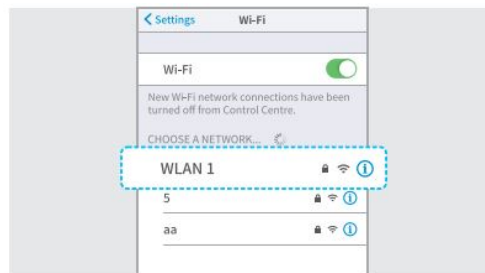 Settings Wi-Fi
Wi-Fi
New Wi-Fi network connections have been
turned off from Control Centre.
CHOOSE A NETWORK...
WLAN 1
5
aa